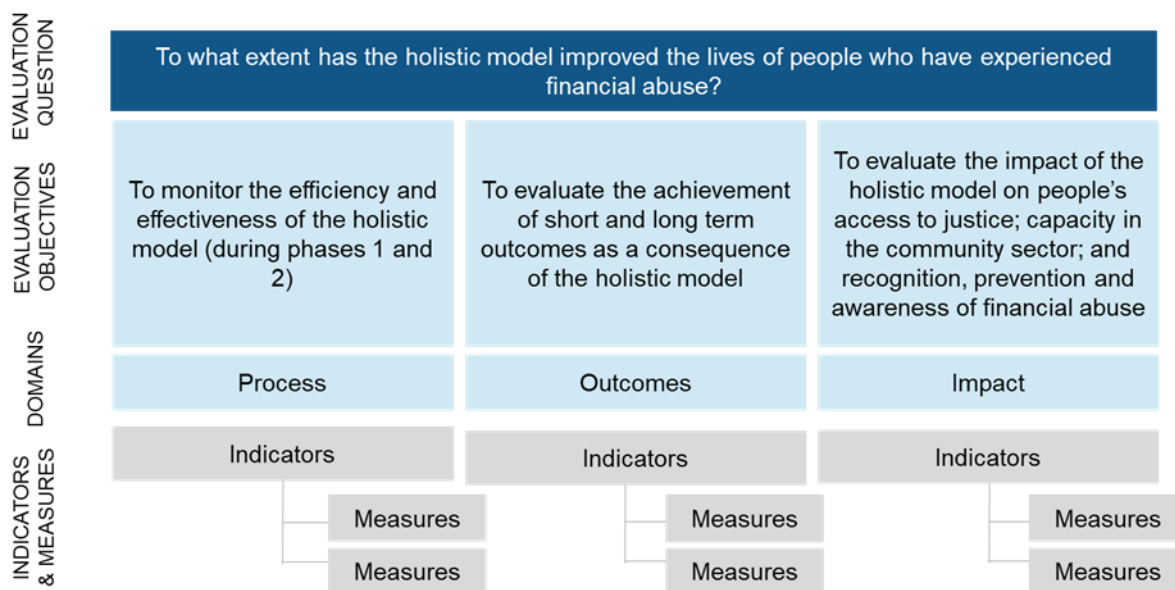 EVALUATION
QUESTION
To what extent has the holistic model improved the lives of people who have experienced
financial abuse?
EVALUATION
OBJECTIVES
To monitor the efficiency and
effectiveness of the holistic
model (during phases 1 and
2)
To evaluate the achievement
of short and long term
outcomes as a consequence
of the holistic model
To evaluate the impact of the
holistic model on people's
access to justice; capacity in
the community sector; and
recognition, prevention and
awareness of financial abuse
DOMAINS
Process
Outcomes
Impact
INDICATORS
& MEASURES
Indicators
Measures
Measures
Indicators
Measures
Measures
Indicators
Measures
Measures